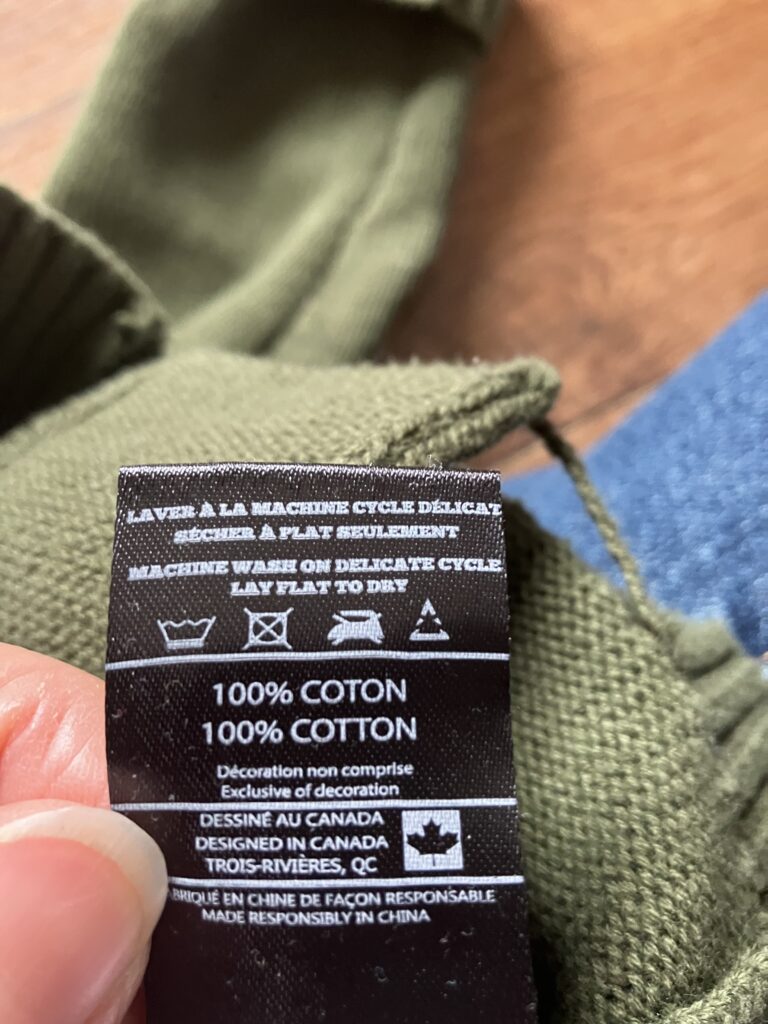 LAVER À LA MACHINE CYCLE DÉLICAT
SÉCHER À PLAT SEULEMENT
MACHINE WASH ON DELICATE CYCLE
LAY FLAT TO DRY
100% COTON
100% COTTON
Décoration non comprise
Exclusive of decoration
DESSINÉ AU CANADA
DESIGNED IN CANADA
TROIS-RIVIÈRES, QC
BRIQUÉ EN CHINE DE FAÇON RESPONSABLE
MADE RESPONSIBLY IN CHINA